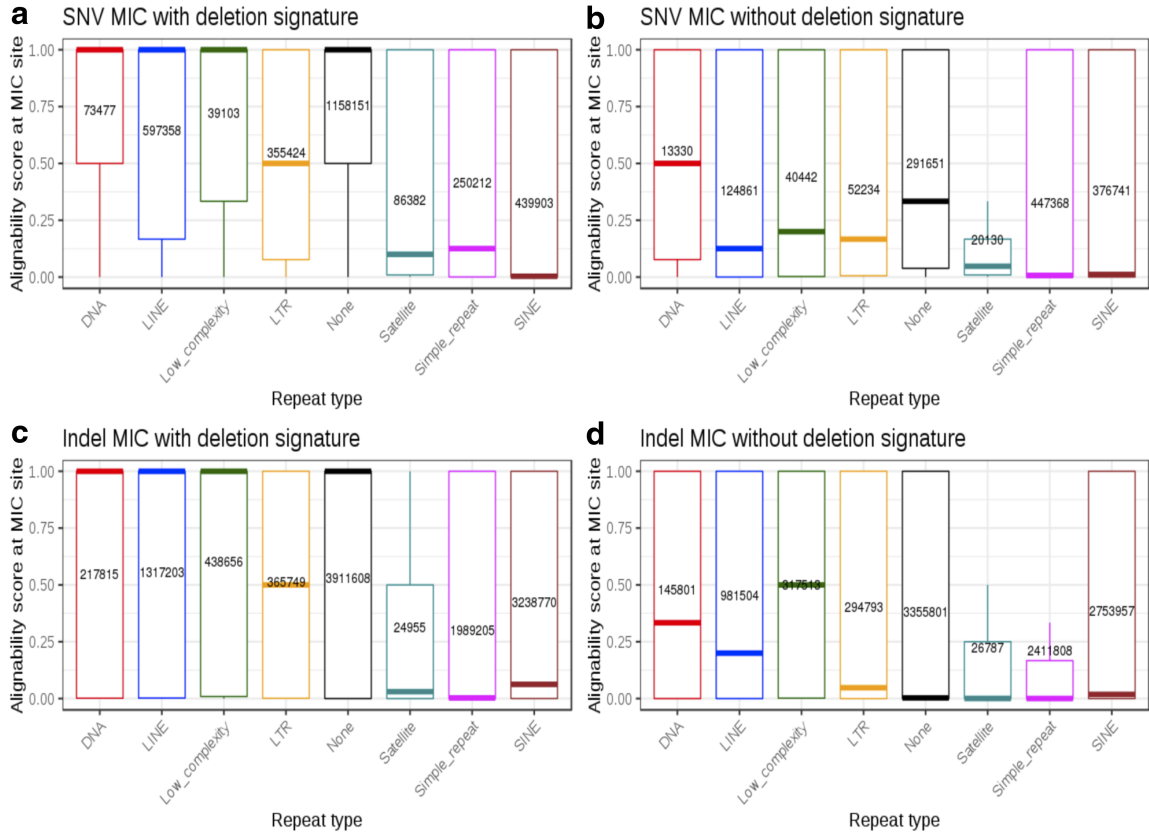 a
SNV MIC with deletion signature
Alignability score at MIC site
1.00
0.75
0.50
0.25
0.00
73477
597358
39103
355424
1158151
86382
250212
439903
DNA
LINE
Low_complexity
LTR
None
Satellite
Simple_repeat
SINE
Repeat type
b
SNV MIC without deletion signature
Alignability score at MIC site
1.00
0.75
0.50
0.25
0.00
13330
124861
40442
52234
291651
20130
447368
376741
DNA
LINE
Low_complexity
LTR
None
Satellite
Simple_repeat
SINE
Repeat type
c
Indel MIC with deletion signature
Alignability score at MIC site
1.00
0.75
0.50
0.25
0.00
217815
1317203
438656
365749
3911608
24955
1989205
3238770
DNA
LINE
Low_complexity
LTR
None
Satellite
Simple_repeat
SINE
Repeat type
d
Indel MIC without deletion signature
Alignability score at MIC site
1.00
0.75
0.50
0.25
0.00
145801
981504
317513
294793
3355801
26787
2411808
2753957
DNA
LINE
Low_complexity
LTR
None
Satellite
Simple_repeat
SINE
Repeat type